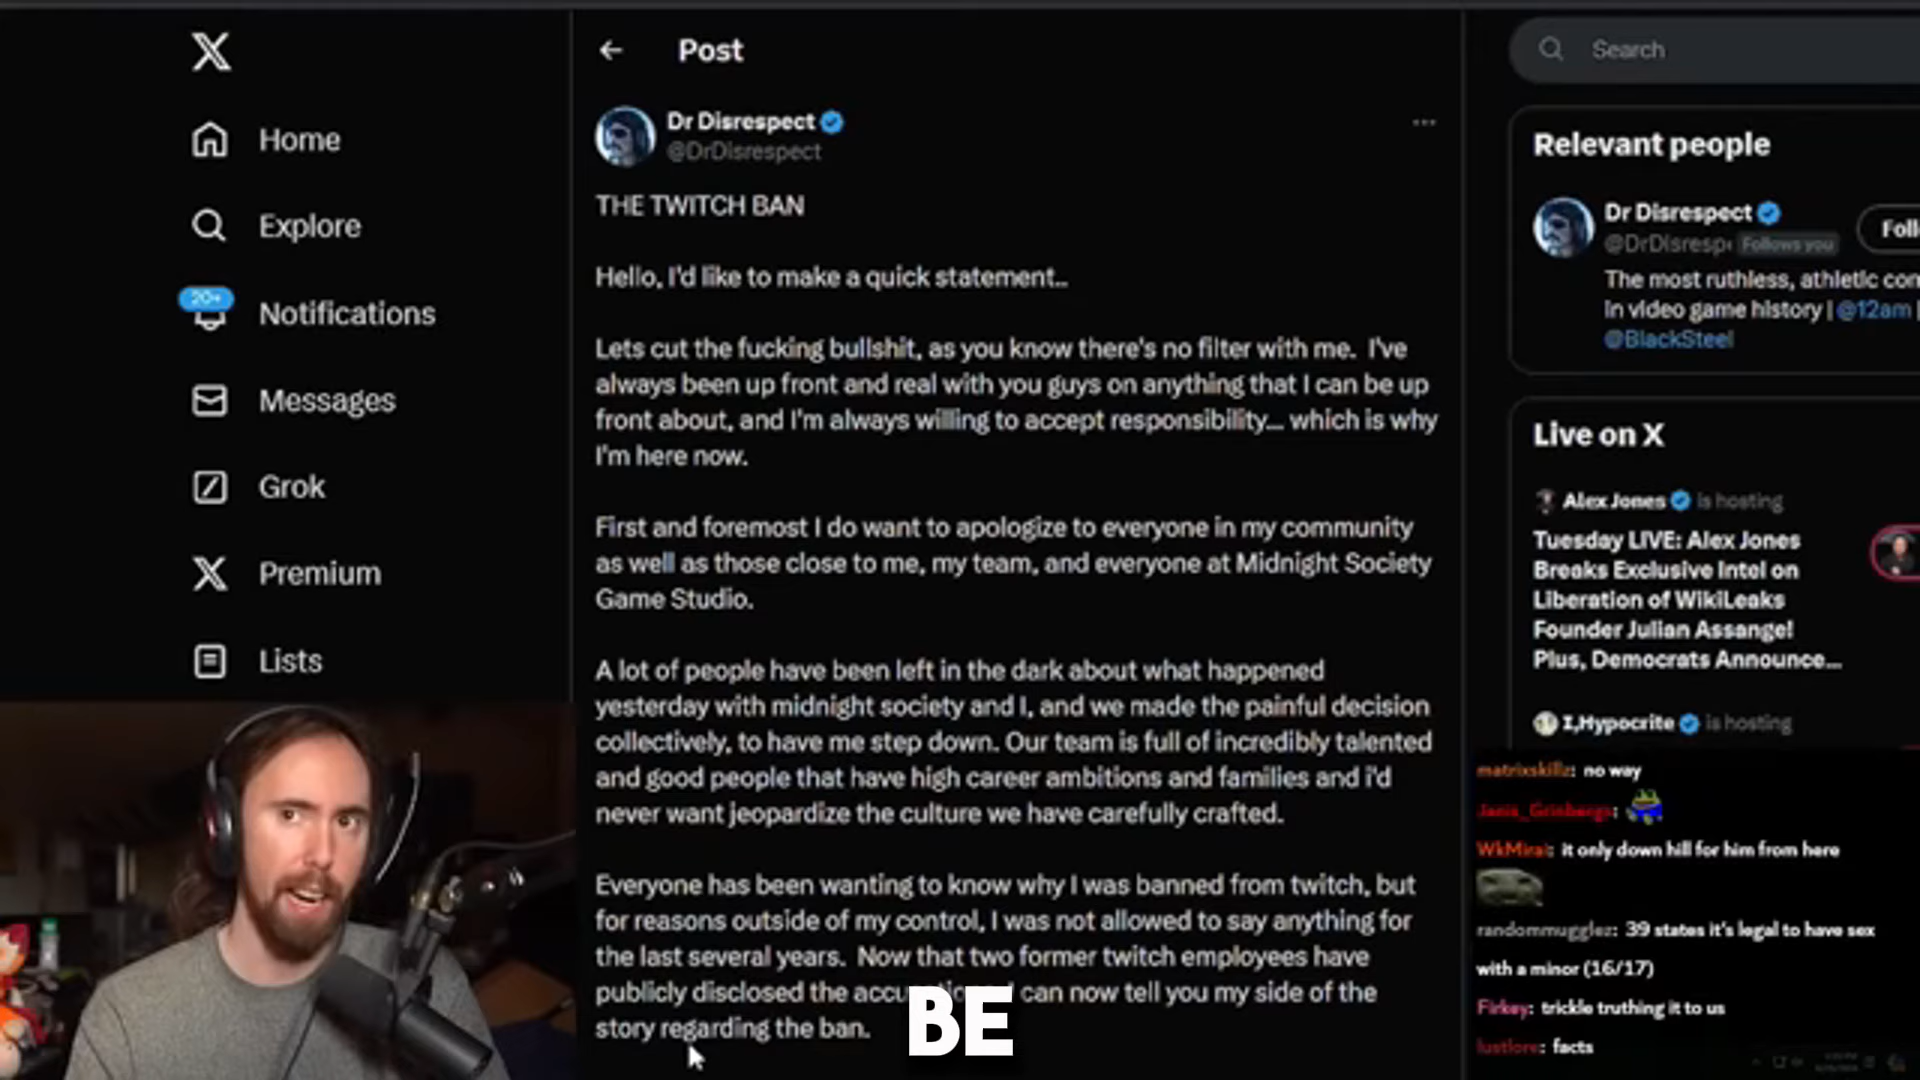 Post
Search
Home
Explore
20+
Notifications
Messages
Grok
Premium
Lists
Dr Disrespect
@DrDisrespect
...
THE TWITCH BAN
Hello, I'd like to make a quick statement...
Lets cut the fucking bullshit, as you know there's no filter with me. I've
always been up front and real with you guys on anything that I can be up
front about, and I'm always willing to accept responsibility... which is why
I'm here now.
First and foremost I do want to apologize to everyone in my community
as well as those close to me, my team, and everyone at Midnight Society
Game Studio.
A lot of people have been left in the dark about what happened
yesterday with midnight society and I, and we made the painful decision
collectively, to have me step down. Our team is full of incredibly talented
and good people that have high career ambitions and families and i'd
never want jeopardize the culture we have carefully crafted.
Everyone has been wanting to know why I was banned from twitch, but
for reasons outside of my control, I was not allowed to say anything for
the last several years. Now that two former twitch employees have
publicly disclosed the can now tell you my side of the
story regarding the ban.
BE
Relevant people
Dr Disrespect
@DrDisresp Follows you
Foll
The most ruthless, athletic com
in video game history | @12am |
@BlackSteel
Live on X
Alex Jones is hosting
Tuesday LIVE: Alex Jones
Breaks Exclusive Intel on
Liberation of WikiLeaks
Founder Julian Assange!
Plus, Democrats Announce...
I,Hypocrite is hosting
matrixskillz: no way
Janis_Grinbergs:
WkMirai: it only down hill for him from here
randommugglez: 39 states it's legal to have sex
with a minor (16/17)
Firkey: trickle truthing it to us
lustlore: facts